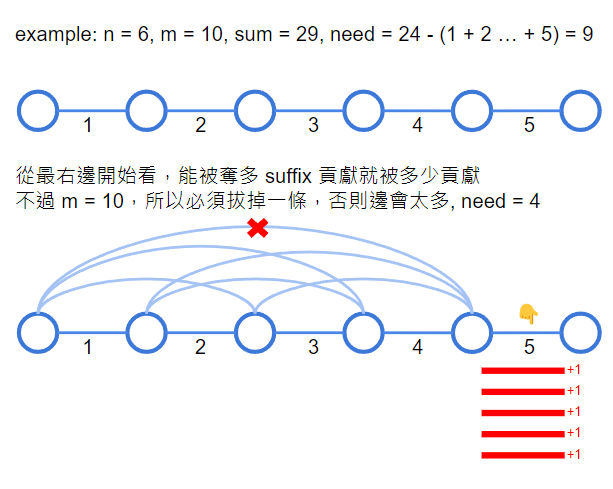 example: n = 6, m = 10, sum = 29, need = 24 - (1 + 2 … + 5) = 9
1 2 3 4 5
從最右邊開始看，能被奪多 suffix 貢獻就被多少貢獻
不過 m = 10，所以必須拔掉一條，否則邊會太多, need = 4
1 2 3 4 5
+1
+1
+1
+1
+1